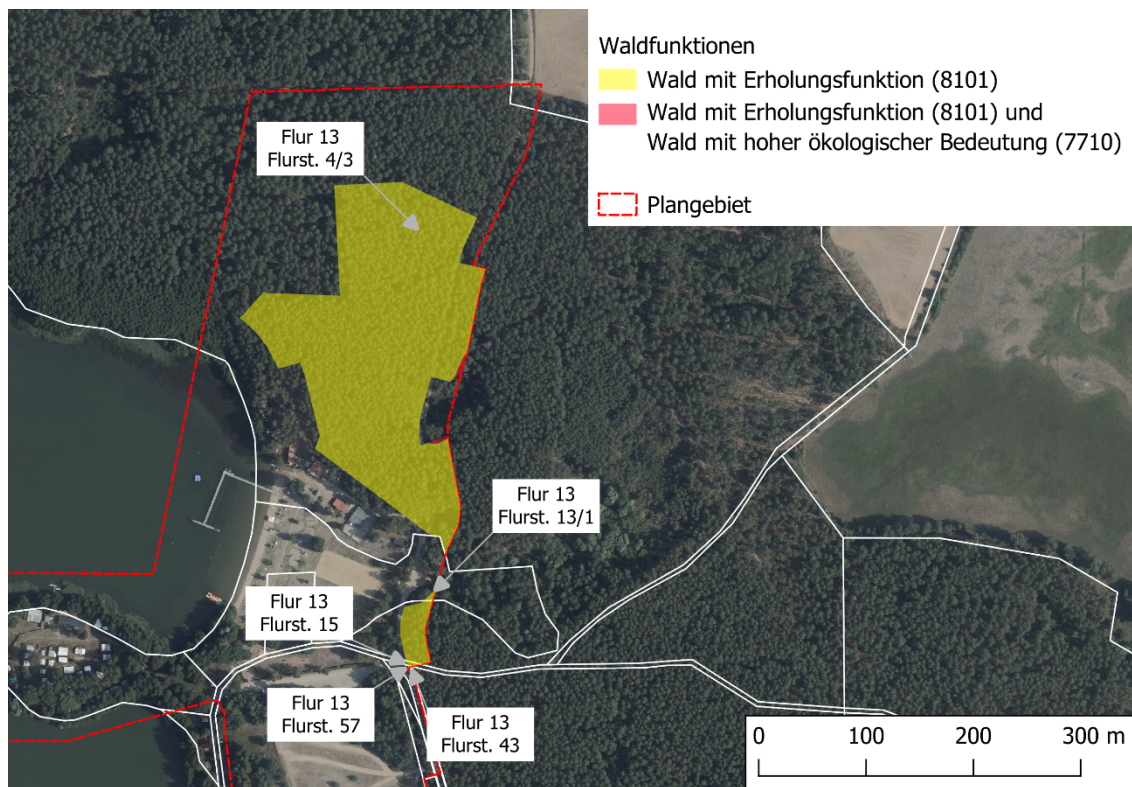 Waldfunktionen
Wald mit Erholungsfunktion (8101)
Wald mit Erholungsfunktion (8101) und
Wald mit hoher ökologischer Bedeutung (7710)
Plangebiet
Flur 13
Flurst. 4/3
Flur 13
Flurst. 13/1
Flur 13
Flurst. 15
Flur 13
Flurst. 57
Flur 13
Flurst. 43
0 100 200 300 m